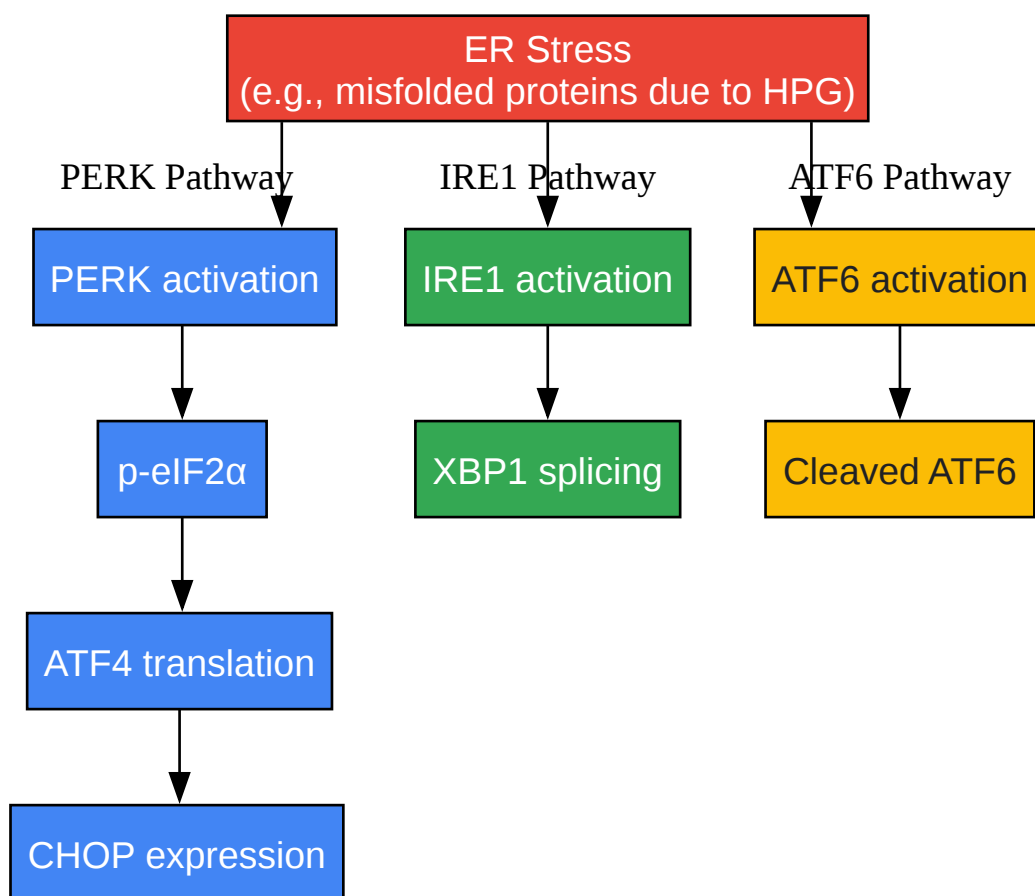 ER Stress
(e.g., misfolded proteins due to HPG)
PERK Pathway
IRE1 Pathway
ATF6 Pathway
PERK activation
IRE1 activation
ATF6 activation
p-eIF2α
XBP1 splicing
Cleaved ATF6
ATF4 translation
CHOP expression